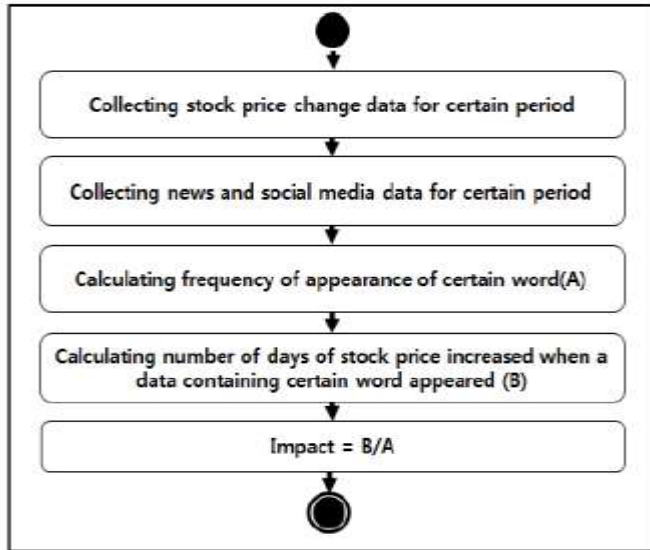 Collecting stock price change data for certain period
Collecting news and social media data for certain period
Calculating frequency of appearance of certain word(A)
Calculating number of days of stock price increased when a
data containing certain word appeared (B)
Impact = B/A